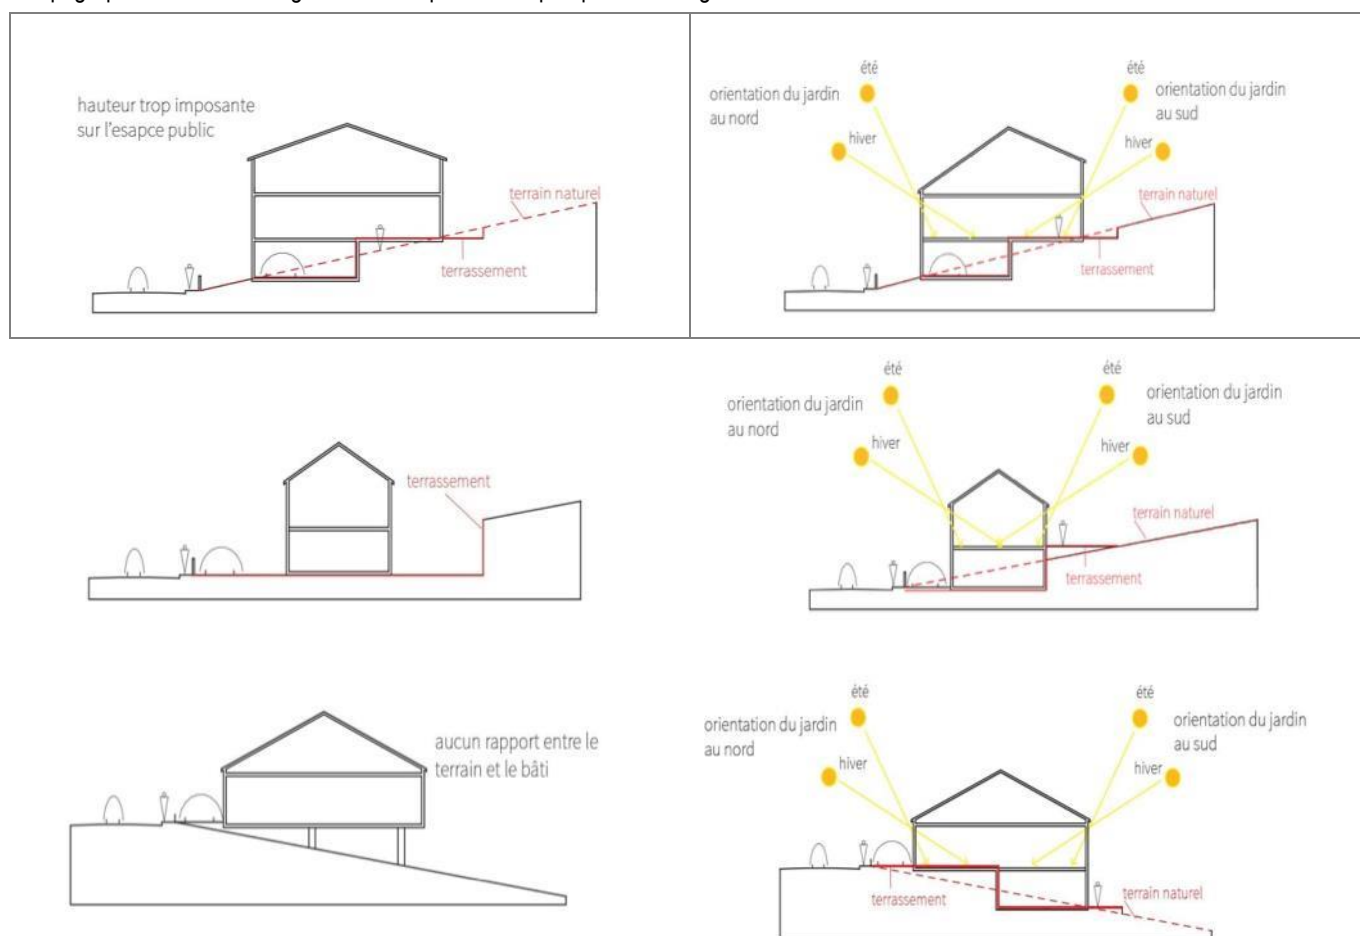 hauteur trop imposante
sur l'esapce public
terrain naturel
terrassement
été
été
orientation du jardin
au nord
orientation du jardin
au sud
hiver
hiver
terrain naturel
terrassement
terrassement
été
été
orientation du jardin
au nord
orientation du jardin
au sud
hiver
hiver
terrain naturel
terrassement
aucun rapport entre le
terrain et le bâti
été
été
orientation du jardin
au nord
orientation du jardin
au sud
hiver
hiver
terrassement
terrain naturel